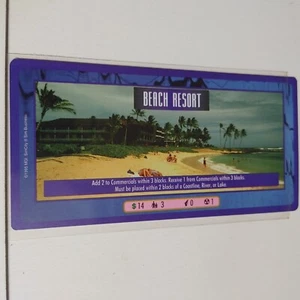 BEACH RESORT
Add 2 to Commercials within 3 blocks. Receive 1 from Commercials within 3 blocks.
Must be placed within 2 blocks of a Coastline, River, or Lake.
$14 3 0 1